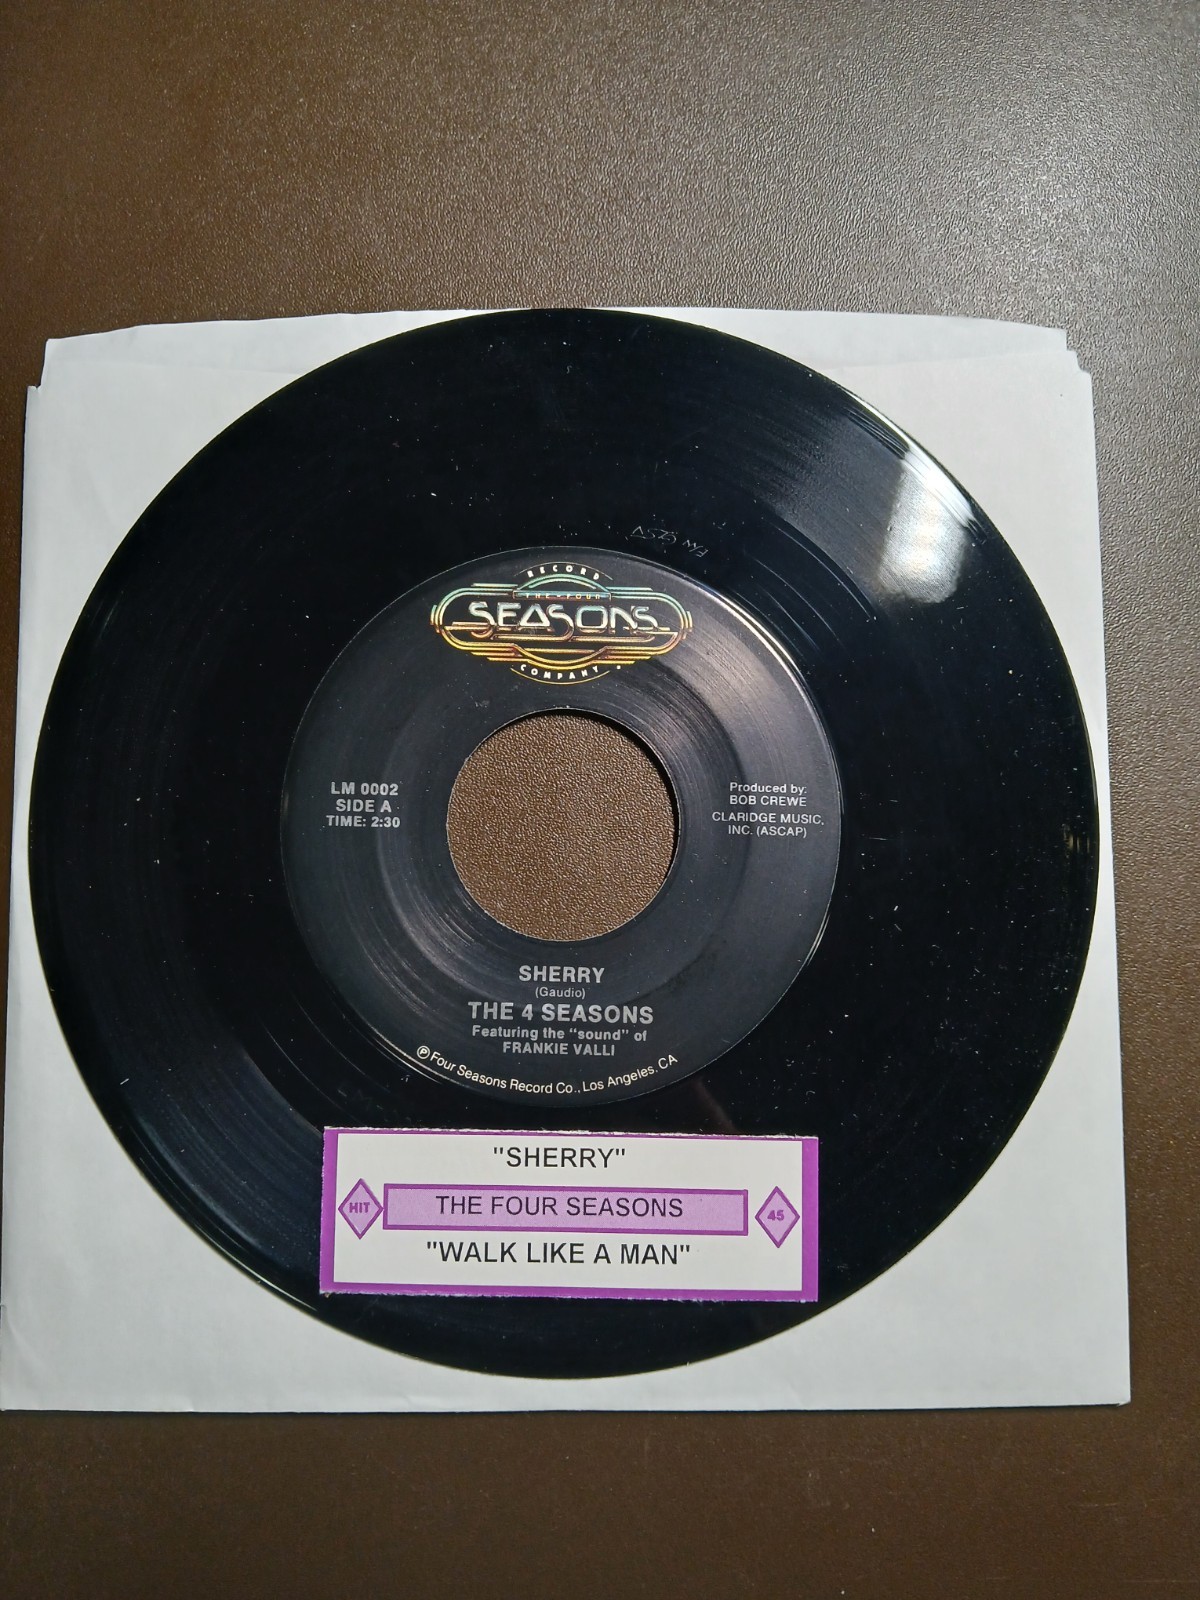 RECORD
THE • FOUR
SEASONS
COMPANY
LM 0002
SIDE A
TIME: 2:30
Produced by:
BOB CREWE
CLARIDGE MUSIC,
INC. (ASCAP)
SHERRY
(Gaudio)
THE 4 SEASONS
Featuring the "sound" of
FRANKIE VALLI
℗ Four Seasons Record Co., Los Angeles, CA
"SHERRY"
HIT
THE FOUR SEASONS
45
"WALK LIKE A MAN"